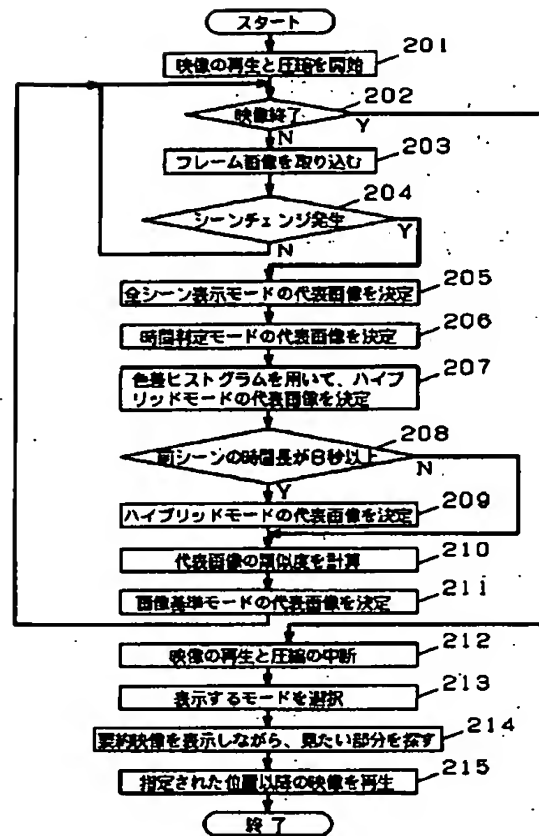 スタート
201
映像の再生と圧縮を開始
202
映像終了
Y
N
203
フレーム画像を取り込む
204
シーンチェンジ発生
Y
N
205
全シーン表示モードの代表画像を決定
206
時間判定モードの代表画像を決定
207
色差ヒストグラムを用いて、ハイブ
リッドモードの代表画像を決定
208
前シーンの時間長が8秒以上
N
Y
209
ハイブリッドモードの代表画像を決定
210
代表画像の類似度を計算
211
画像基準モードの代表画像を決定
212
映像の再生と圧縮の中断
213
表示するモードを選択
214
要約映像を表示しながら、見たい部分を探す
215
指定された位置以降の映像を再生
終了